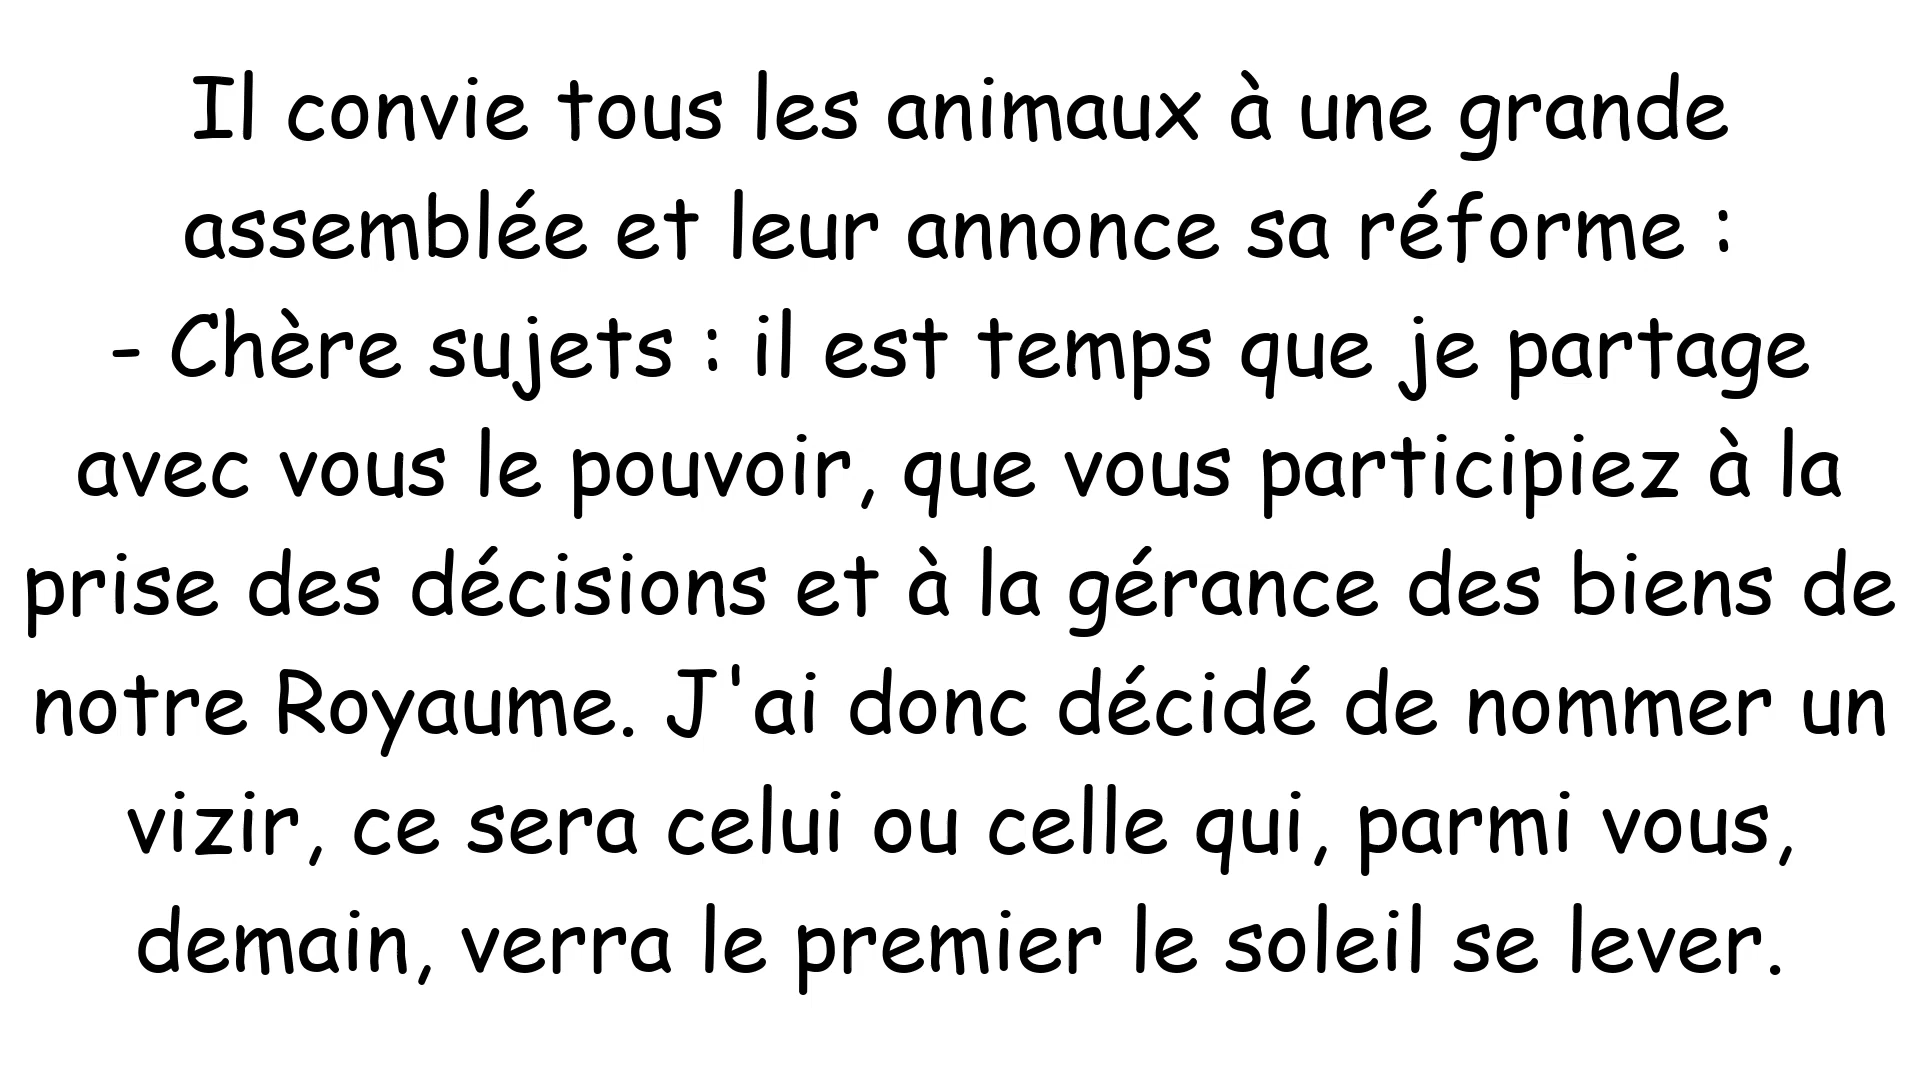 Il convie tous les animaux à une grande
assemblée et leur annonce sa réforme :
- Chère sujets : il est temps que je partage
avec vous le pouvoir, que vous participiez à la
prise des décisions et à la gérance des biens de
notre Royaume. J'ai donc décidé de nommer un
vizir, ce sera celui ou celle qui, parmi vous,
demain, verra le premier le soleil se lever.